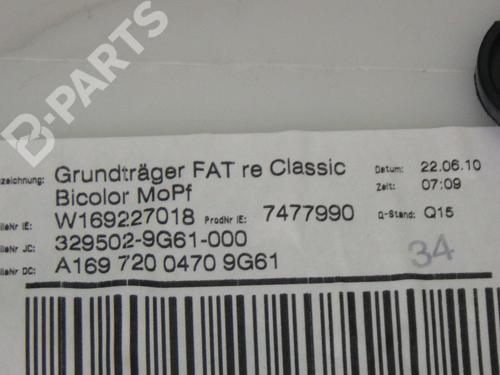 B-PARTS
Grundträger FAT re Classic
Bicolor MoPf
Datum: 22.06.10
Zeit: 07:09
W169227018 ProdNr IE: 7477990 Q-Stand: Q15
329502-9G61-000
A169 720 0470 9G61
34